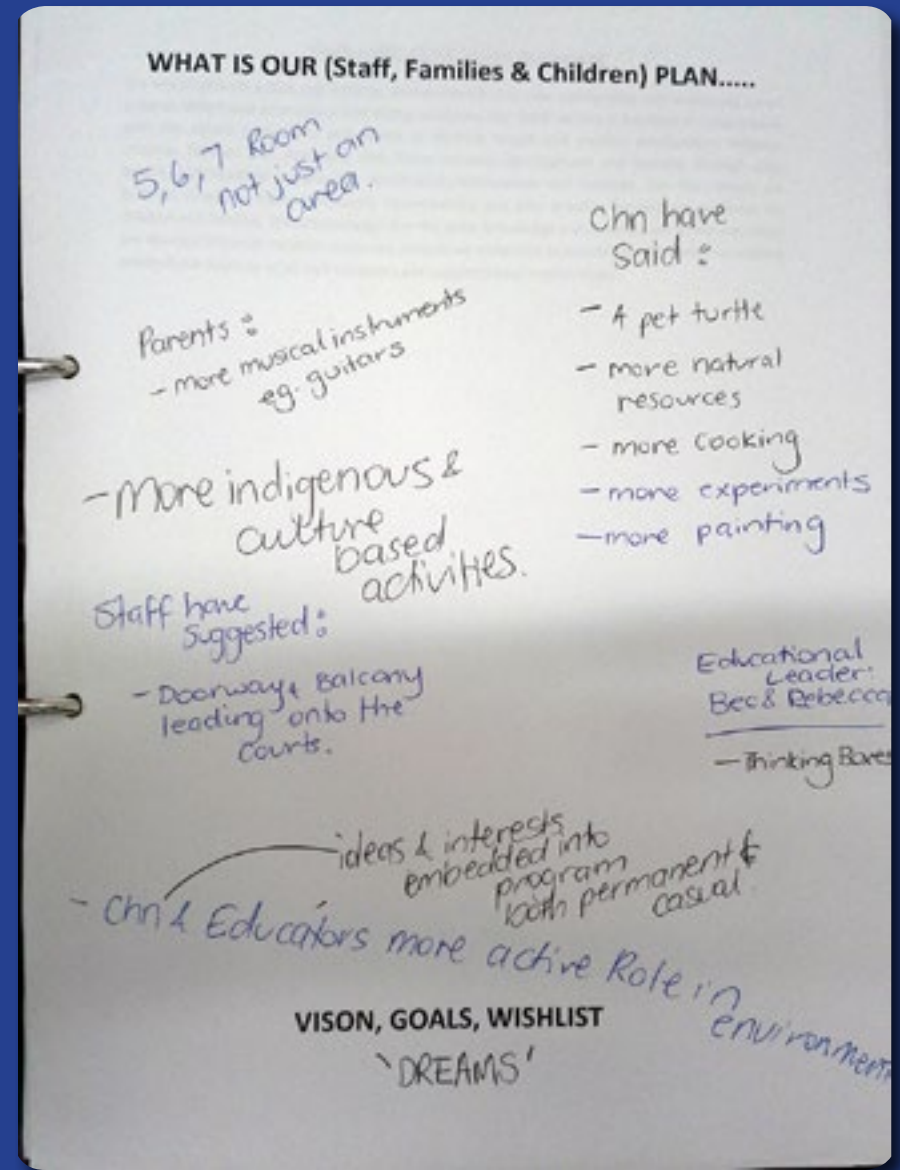 WHAT IS OUR (Staff, Families & Children) PLAN.....
5,6,7 Room
not just an
area.
Chn have
Said :
- A pet turtle
- more natural
resources
- more cooking
- more experiments
- more painting
Parents :
- more musical instruments
eg. guitars
- More indigenous &
culture
based
activities.
Staff have
Suggested :
- Doorway & Balcony
leading onto the
courts.
Educational
Leader:
Bec & Rebecca
- Thinking Boxes
ideas & interests
embedded into
program
both permanent &
casual.
- Chn & Educators more active Role in
environment
VISON, GOALS, WISHLIST
'DREAMS'